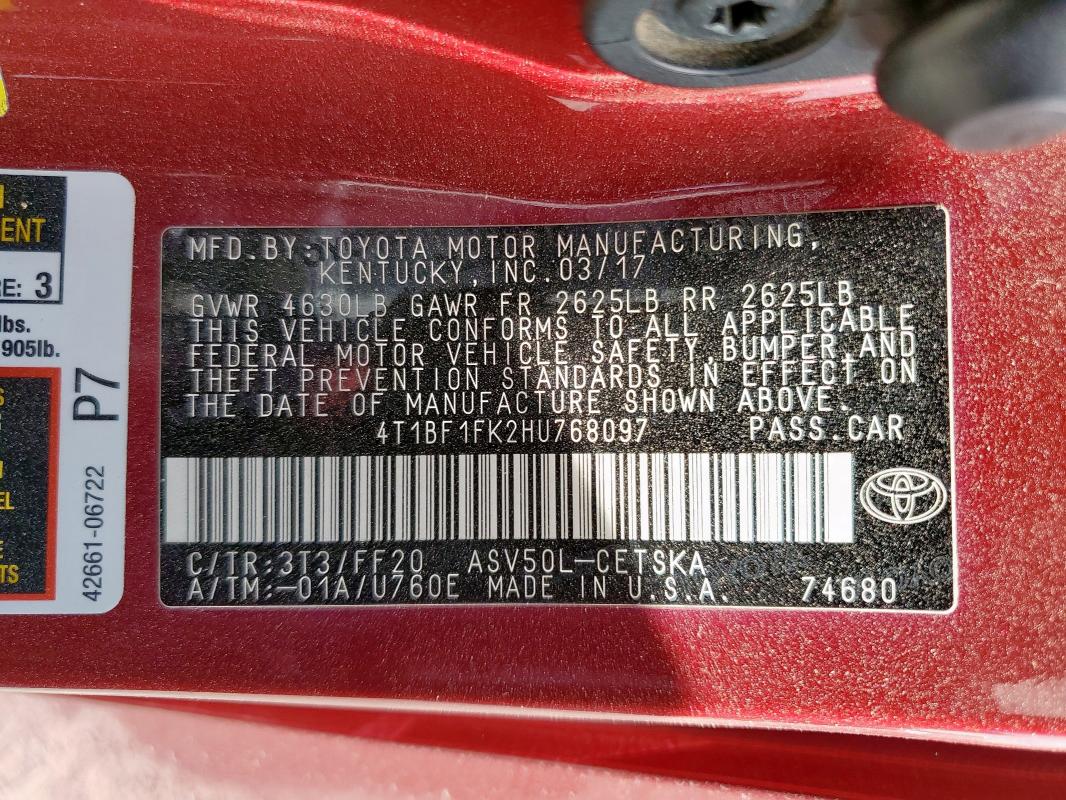 ENT
RE: 3
lbs.
905lb.
P7
42661-06722
EL
TS
MFD.BY:TOYOTA MOTOR MANUFACTURING,
KENTUCKY,INC.03/17
GVWR 4630LB GAWR FR 2625LB RR 2625LB
THIS VEHICLE CONFORMS TO ALL APPLICABLE
FEDERAL MOTOR VEHICLE SAFETY,BUMPER,AND
THEFT PREVENTION STANDARDS IN EFFECT ON
THE DATE OF MANUFACTURE SHOWN ABOVE.
4T1BF1FK2HU768097 PASS.CAR
C/TR:3T3/FF20 ASV50L-CETSKA
A/TM:-01A/U760E MADE IN U.S.A. 74680